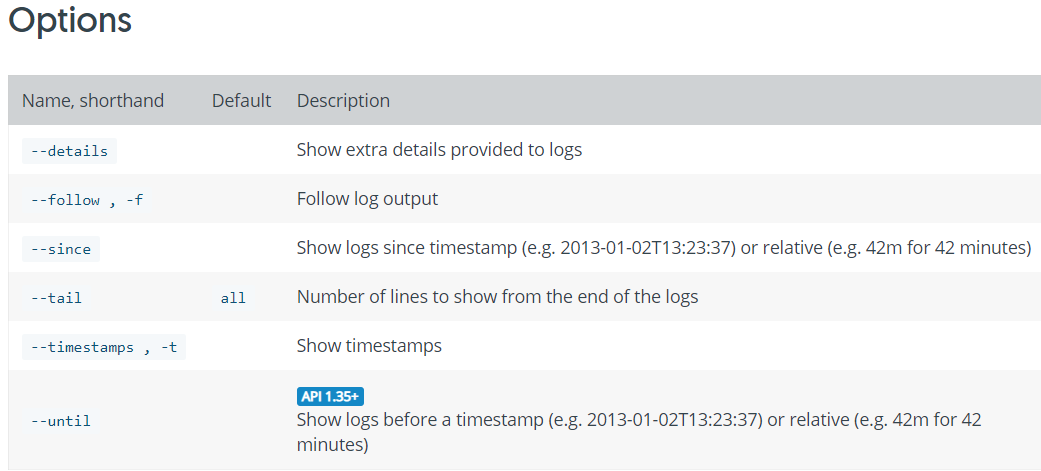 Options
Name, shorthand Default Description
--details Show extra details provided to logs
--follow , -f Follow log output
--since Show logs since timestamp (e.g. 2013-01-02T13:23:37) or relative (e.g. 42m for 42 minutes)
--tail all Number of lines to show from the end of the logs
--timestamps , -t Show timestamps
API 1.35+
--until Show logs before a timestamp (e.g. 2013-01-02T13:23:37) or relative (e.g. 42m for 42
minutes)